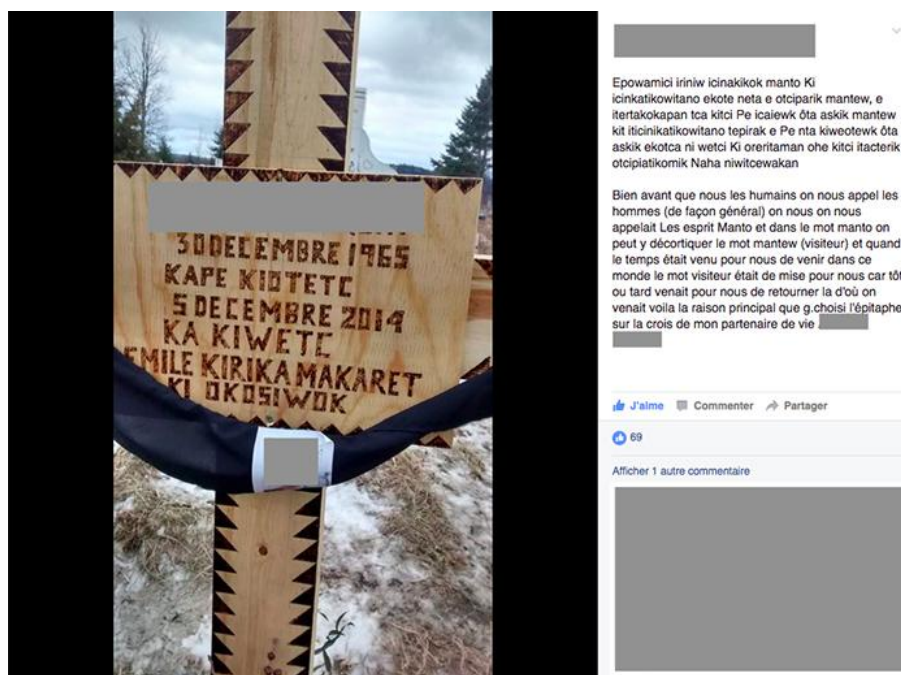 30 DECEMBRE 1965
KAPE KIOTETC
5 DECEMBRE 2014
KA KIWETC
EMILE KIRIKAMAKARET
KI OKOSIWOK
Epowamici iriniw icinakikok manto Ki
icinkatikowitano ekote neta e otciparik mantew, e
itertakokapan tca kitci Pe icaiewk ôta askik mantew
kit iticinikatikowitano tepirak e Pe nta kiweotewk ôta
askik ekotca ni wetci Ki oreritaman ohe kitci itacterik
otcipiatikomik Naha niwitcewakan
Bien avant que nous les humains on nous appel les
hommes (de façon général) on nous on nous
appelait Les esprit Manto et dans le mot manto on
peut y décortiquer le mot mantew (visiteur) et quand
le temps était venu pour nous de venir dans ce
monde le mot visiteur était de mise pour nous car tôt
ou tard venait pour nous de retourner la d'où on
venait voila la raison principal que g.choisi l'épitaphe
sur la crois de mon partenaire de vie .
J'aime Commenter Partager
69
Afficher 1 autre commentaire